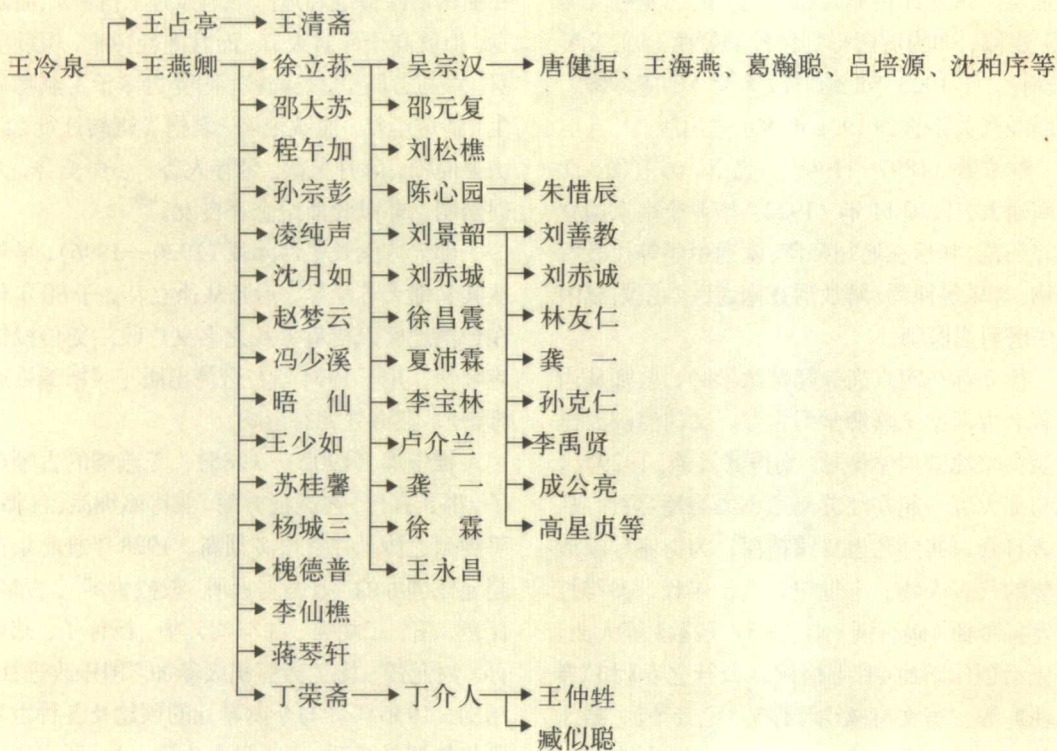 王占亭 王清斋
王冷泉 王燕卿 徐立荪 吴宗汉 唐健垣、王海燕、葛瀚聪、吕培源、沈柏序等
邵大苏 邵元复
程午加 刘松樵
孙宗彭 陈心园 朱惜辰
凌纯声 刘景韶 刘善教
沈月如 刘赤城 刘赤诚
赵梦云 徐昌震 林友仁
冯少溪 夏沛霖 龚 一
晤 仙 李宝林 孙克仁
王少如 卢介兰 李禹贤
苏桂馨 龚 一 成公亮
杨城三 徐 霖 高星贞等
槐德普 王永昌
李仙樵
蒋琴轩
丁荣斋 丁介人 王仲甡
臧似聪